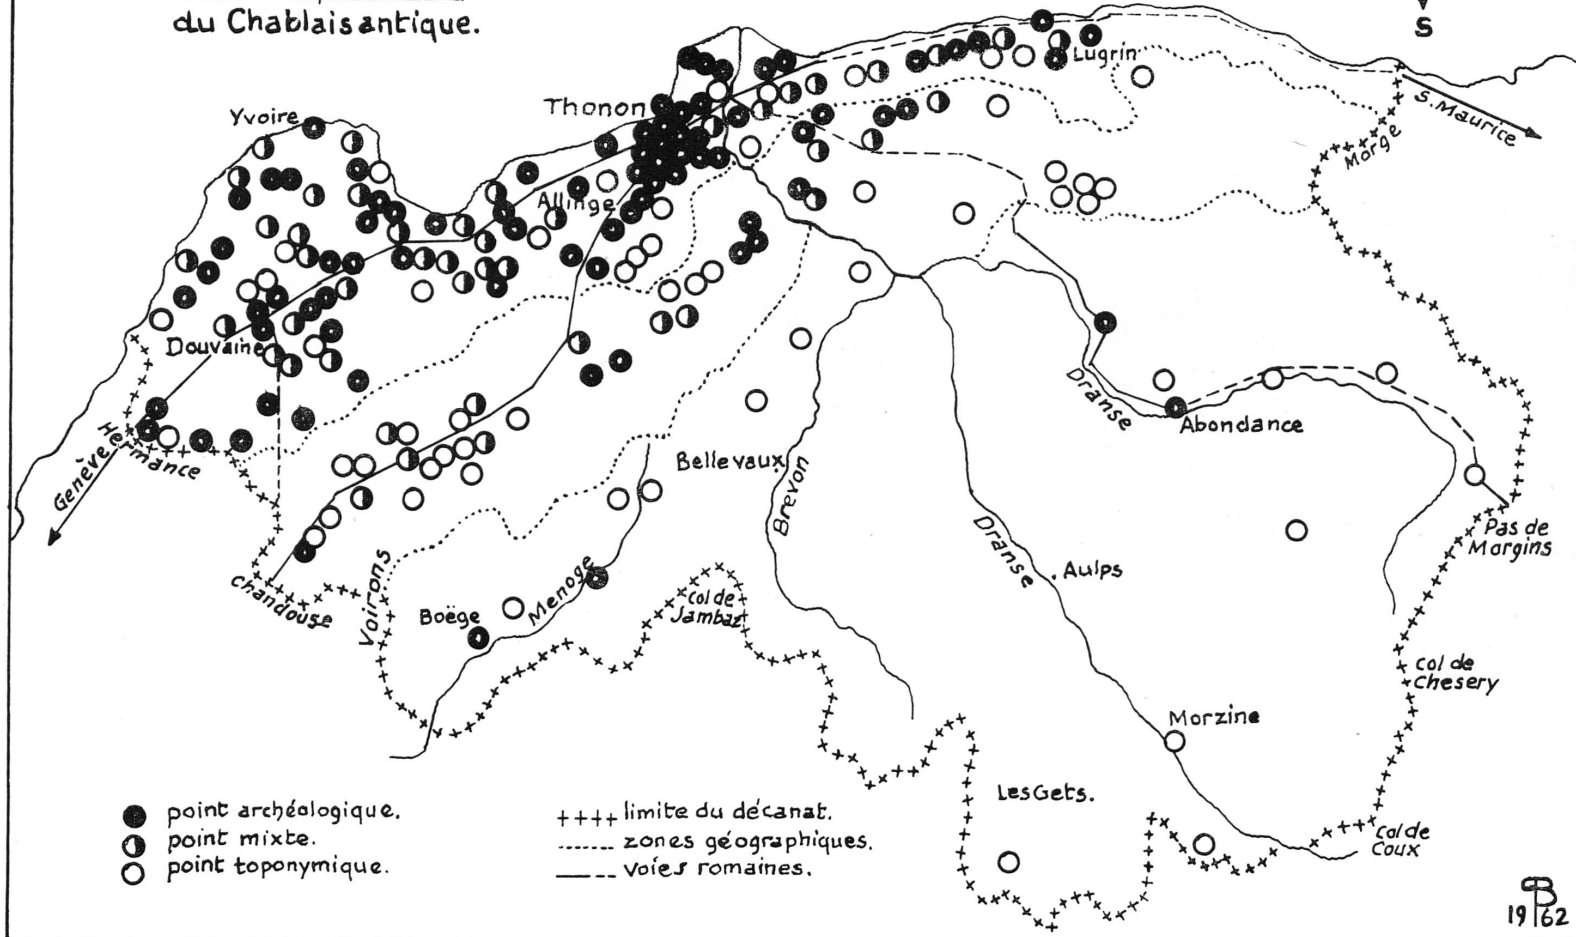 du Chablais antique.
S
Lugrin
Thonon
S. Maurice
Yvoire
Morge
Allinge
Douvaine
Dranse
Abondance
Hermance
Genève
Bellevaux
Brevon
Pas de
Morgins
Dranse
Aulps
Chandouse
Voirons
Menoge
Boëge
Col de
Jambaz
Col de
Chesery
Morzine
Les Gets.
Col de
Coux
point archéologique.
point mixte.
point toponymique.
limite du décanat.
zones géographiques.
voies romaines.
19 62